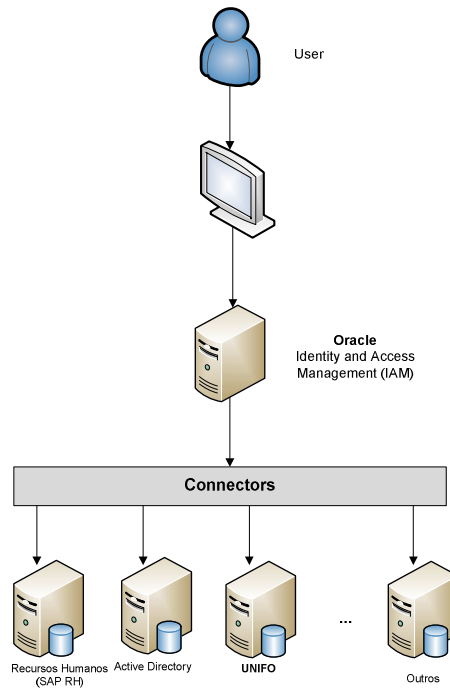 User
Oracle
Identity and Access
Management (IAM)
Connectors
...
Recursos Humanos
(SAP RH)
Active Directory
UNIFO
Outros